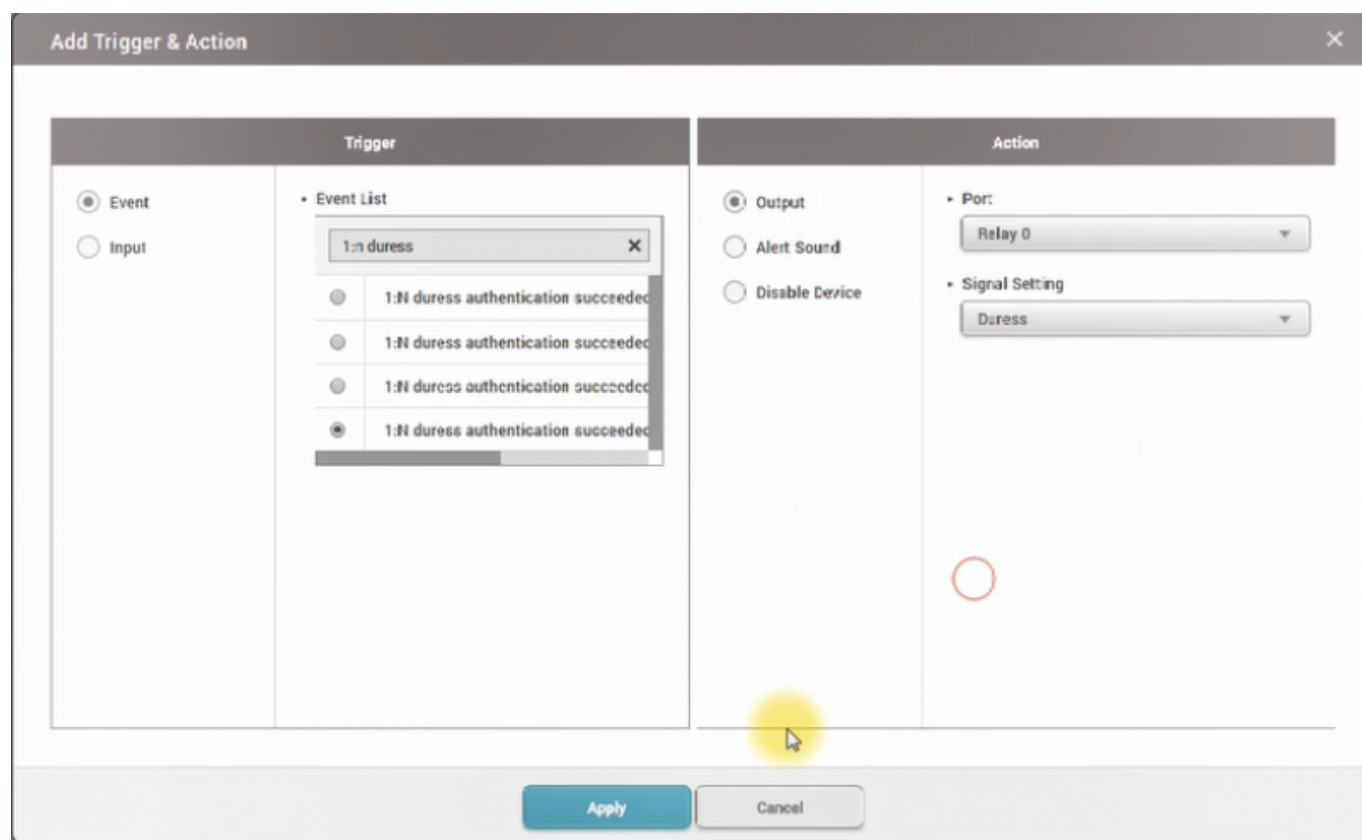 Add Trigger & Action
Trigger
Event
Input
Event List
1:n duress
1:N duress authentication succeeded
1:N duress authentication succeeded
1:N duress authentication succeeded
1:N duress authentication succeeded
Action
Output
Alert Sound
Disable Device
Port
Relay 0
Signal Setting
Duress
Apply
Cancel